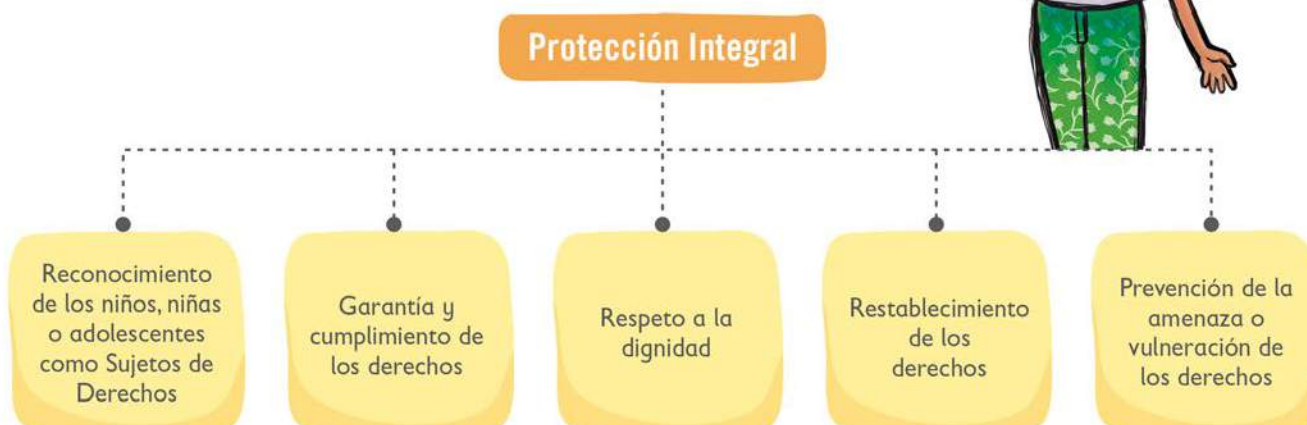 Protección Integral
Reconocimiento
de los niños, niñas
o adolescentes
como Sujetos de
Derechos
Garantía y
cumplimiento de
los derechos
Respeto a la
dignidad
Restablecimiento
de los
derechos
Prevención de la
amenaza o
vulneración de
los derechos